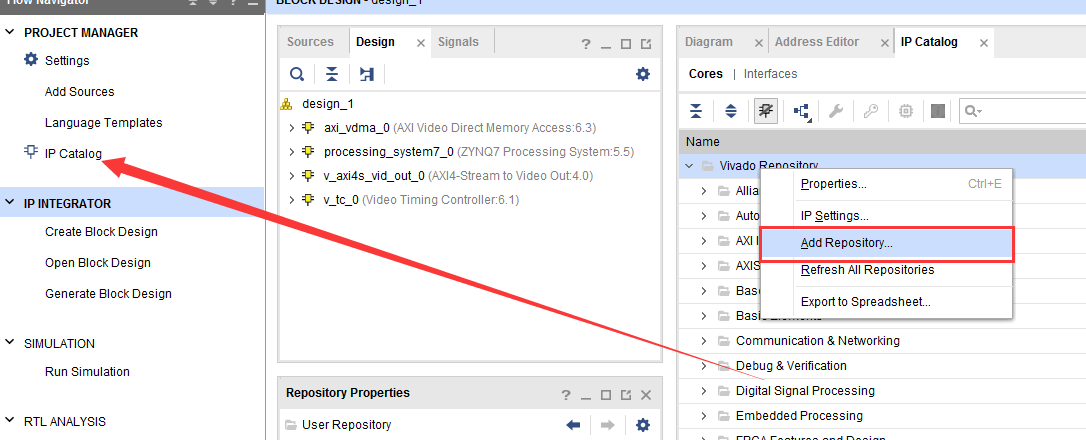 Flow Navigator
PROJECT MANAGER
Settings
Add Sources
Language Templates
IP Catalog
IP INTEGRATOR
Create Block Design
Open Block Design
Generate Block Design
SIMULATION
Run Simulation
RTL ANALYSIS
BLOCK DESIGN - design_1
Sources Design Signals
design_1
axi_vdma_0 (AXI Video Direct Memory Access:6.3)
processing_system7_0 (ZYNQ7 Processing System:5.5)
v_axi4s_vid_out_0 (AXI4-Stream to Video Out:4.0)
v_tc_0 (Video Timing Controller:6.1)
Repository Properties
User Repository
Diagram Address Editor IP Catalog
Cores | Interfaces
Name
Vivado Repository
Allia
Auto
AXI I
AXIS
Base
Basic Elements
Communication & Networking
Debug & Verification
Digital Signal Processing
Embedded Processing
FPGA Features and Design
Properties... Ctrl+E
IP Settings...
Add Repository...
Refresh All Repositories
Export to Spreadsheet...